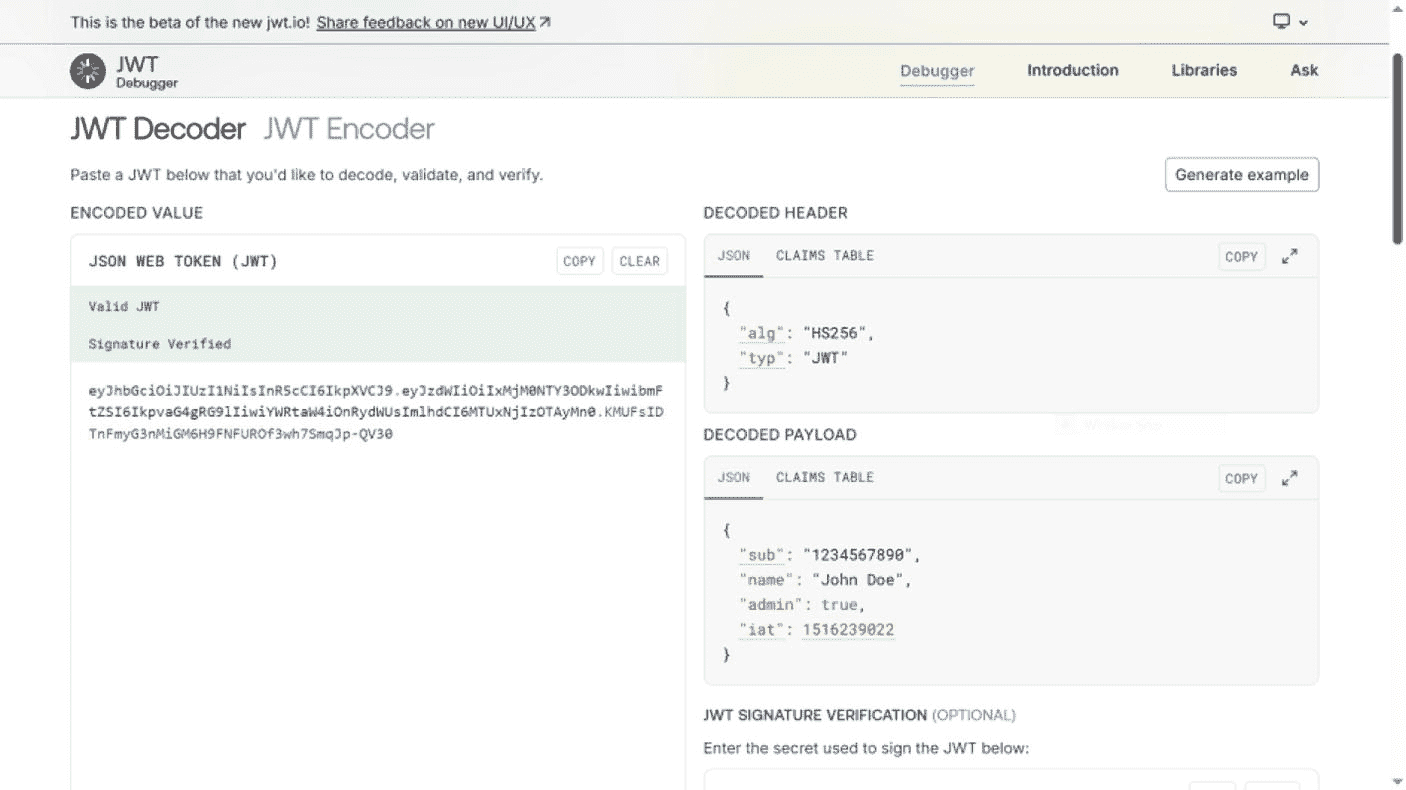 This is the beta of the new jwt.io! Share feedback on new UI/UX
JWT
Debugger
Debugger Introduction Libraries Ask
JWT Decoder JWT Encoder
Paste a JWT below that you'd like to decode, validate, and verify.
Generate example
ENCODED VALUE
JSON WEB TOKEN (JWT)
COPY CLEAR
Valid JWT
Signature Verified
eyJhbGciOiJIUzI1NiIsInR5cCI6IkpXVCJ9.eyJzdWIiOiIxMjM0NTY3ODkwIiwibmF
tZSI6IkpvaG4gRG9lIiwiYWRtaW4iOnRydWUsImlhdCI6MTUxNjIzOTAyMn0.KMUFsID
TnFmyG3nMiGM6H9FNFUROf3wh7SmqJp-QV30
DECODED HEADER
JSON CLAIMS TABLE
COPY
{
"alg": "HS256",
"typ": "JWT"
}
DECODED PAYLOAD
JSON CLAIMS TABLE
COPY
{
"sub": "1234567890",
"name": "John Doe",
"admin": true,
"iat": 1516239022
}
JWT SIGNATURE VERIFICATION (OPTIONAL)
Enter the secret used to sign the JWT below: